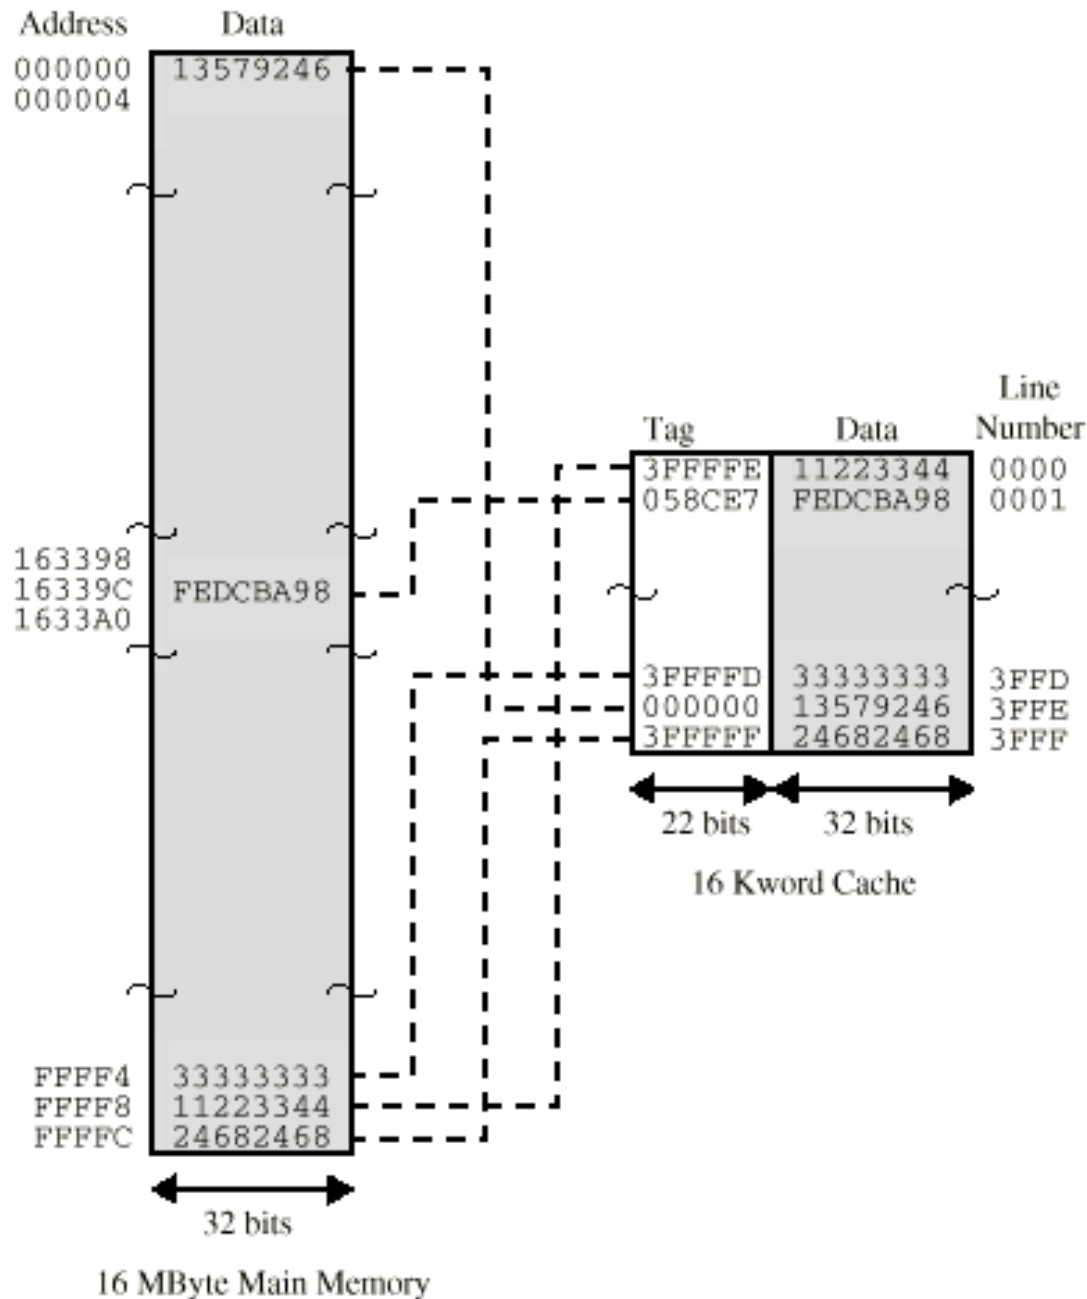 Address Data
000000 13579246
000004
Line
Tag Data Number
3FFFFE 11223344 0000
058CE7 FEDCBA98 0001
163398
16339C FEDCBA98
1633A0
3FFFFD 33333333 3FFD
000000 13579246 3FFE
3FFFFF 24682468 3FFF
22 bits 32 bits
16 Kword Cache
FFFF4 33333333
FFFF8 11223344
FFFFC 24682468
32 bits
16 MByte Main Memory